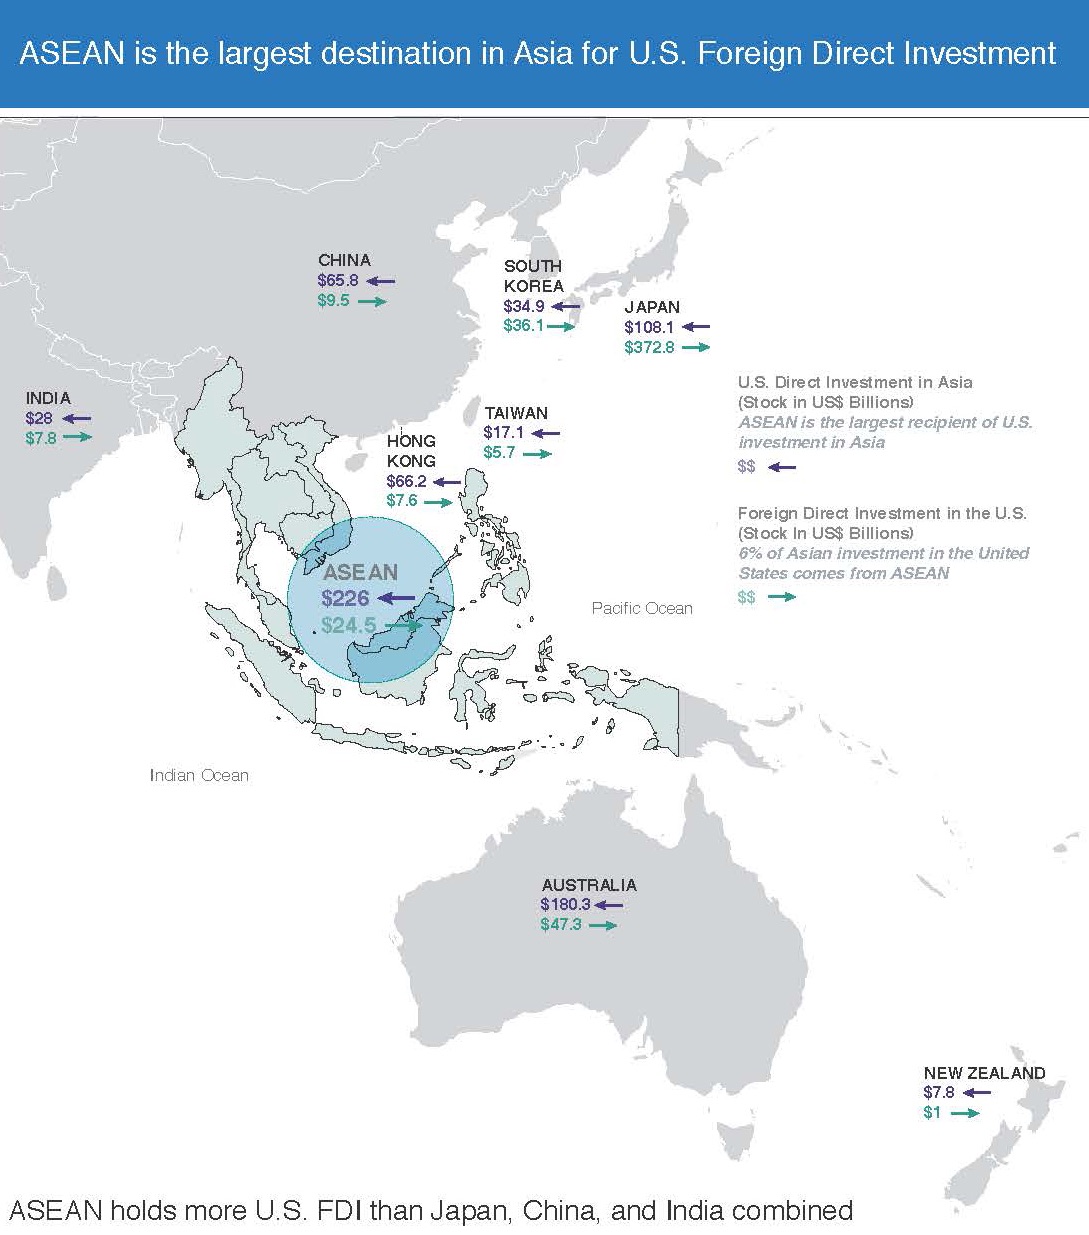 ASEAN is the largest destination in Asia for U.S. Foreign Direct Investment
CHINA
$65.8
$9.5
SOUTH
KOREA
$34.9
$36.1
JAPAN
$108.1
$372.8
INDIA
$28
$7.8
TAIWAN
$17.1
$5.7
HONG
KONG
$66.2
$7.6
U.S. Direct Investment in Asia
(Stock in US$ Billions)
ASEAN is the largest recipient of U.S.
investment in Asia
$$
Foreign Direct Investment in the U.S.
(Stock In US$ Billions)
6% of Asian investment in the United
States comes from ASEAN
$$
ASEAN
$226
$24.5
Pacific Ocean
Indian Ocean
AUSTRALIA
$180.3
$47.3
NEW ZEALAND
$7.8
$1
ASEAN holds more U.S. FDI than Japan, China, and India combined